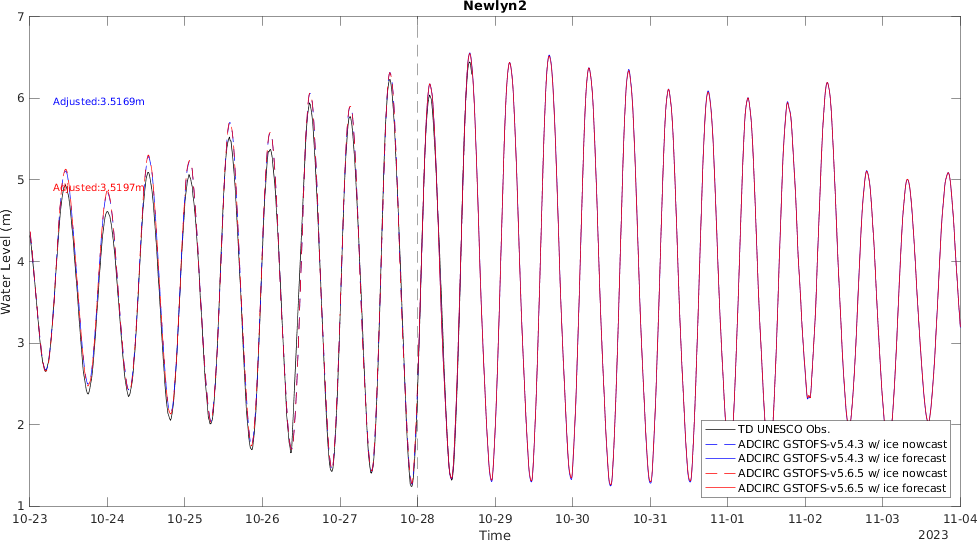 Newlyn2
7
6
5
4
3
2
1
Water Level (m)
Adjusted:3.5169m
Adjusted:3.5197m
TD UNESCO Obs.
ADCIRC GSTOFS-v5.4.3 w/ ice nowcast
ADCIRC GSTOFS-v5.4.3 w/ ice forecast
ADCIRC GSTOFS-v5.6.5 w/ ice nowcast
ADCIRC GSTOFS-v5.6.5 w/ ice forecast
10-23 10-24 10-25 10-26 10-27 10-28 10-29 10-30 10-31 11-01 11-02 11-03 11-04
Time
2023